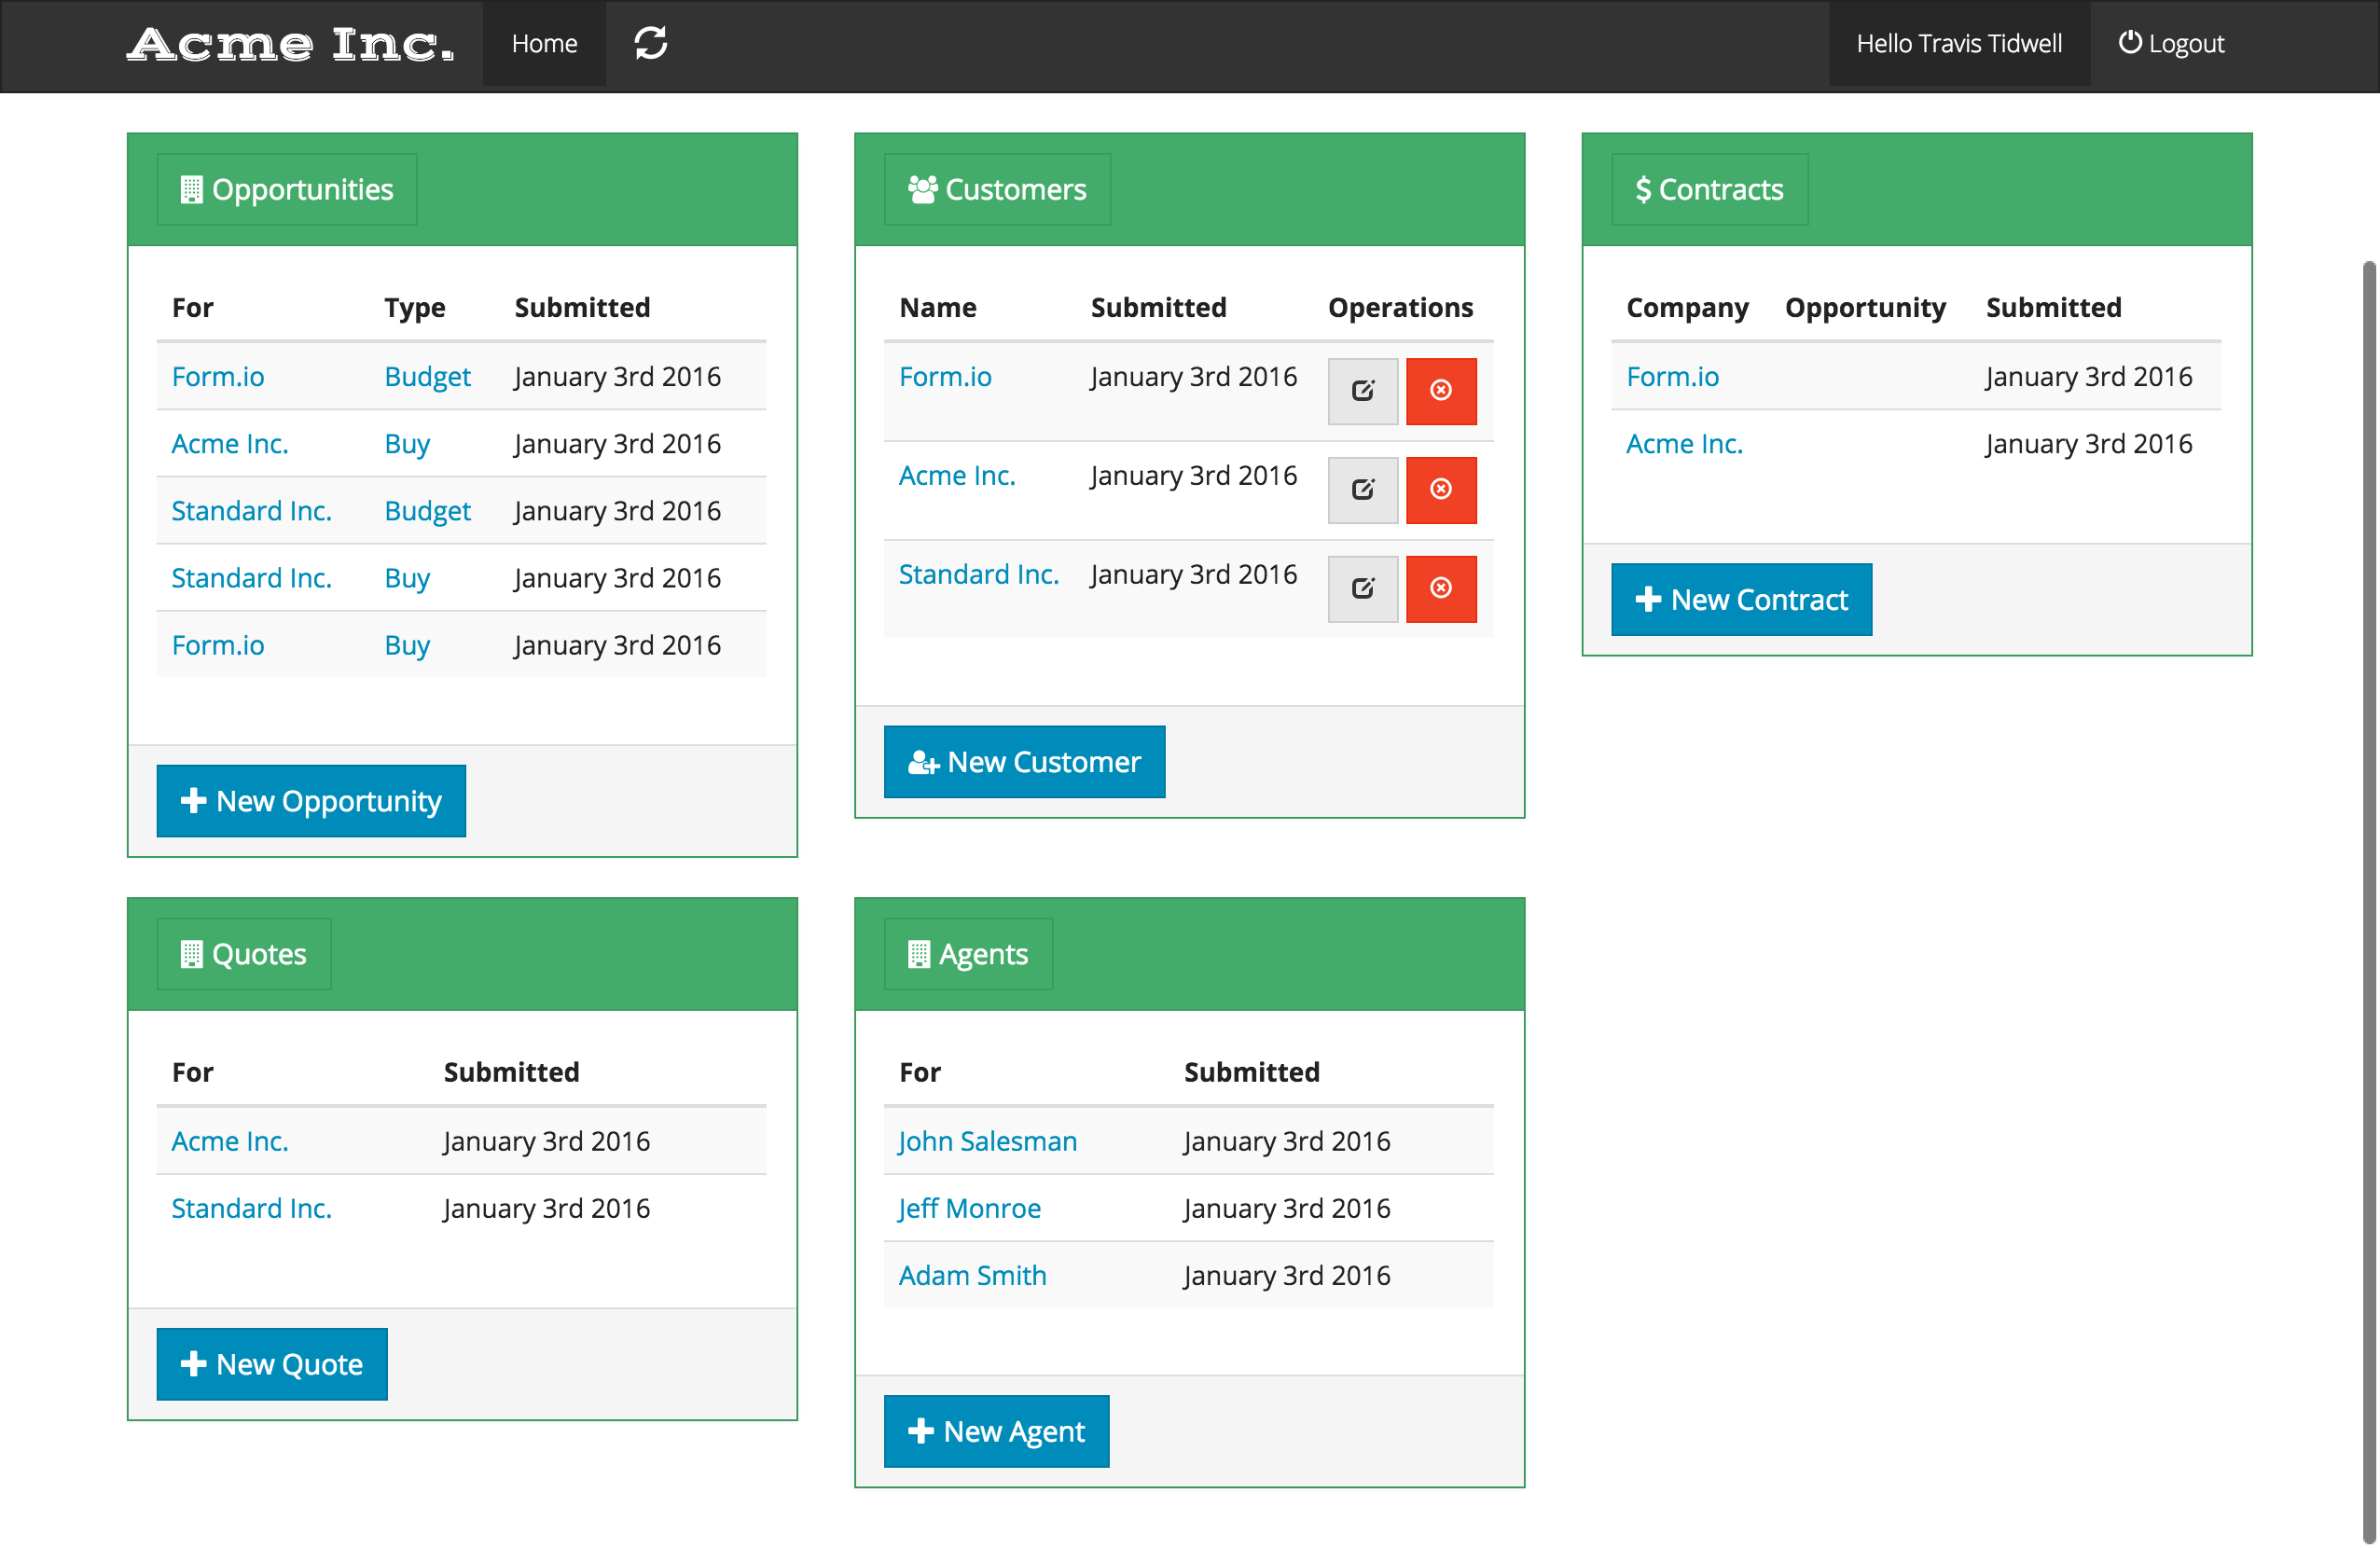 Acme Inc. Home Hello Travis Tidwell Logout
Opportunities
For Type Submitted
Form.io Budget January 3rd 2016
Acme Inc. Buy January 3rd 2016
Standard Inc. Budget January 3rd 2016
Standard Inc. Buy January 3rd 2016
Form.io Buy January 3rd 2016
New Opportunity
Customers
Name Submitted Operations
Form.io January 3rd 2016
Acme Inc. January 3rd 2016
Standard Inc. January 3rd 2016
New Customer
$ Contracts
Company Opportunity Submitted
Form.io January 3rd 2016
Acme Inc. January 3rd 2016
New Contract
Quotes
For Submitted
Acme Inc. January 3rd 2016
Standard Inc. January 3rd 2016
New Quote
Agents
For Submitted
John Salesman January 3rd 2016
Jeff Monroe January 3rd 2016
Adam Smith January 3rd 2016
New Agent